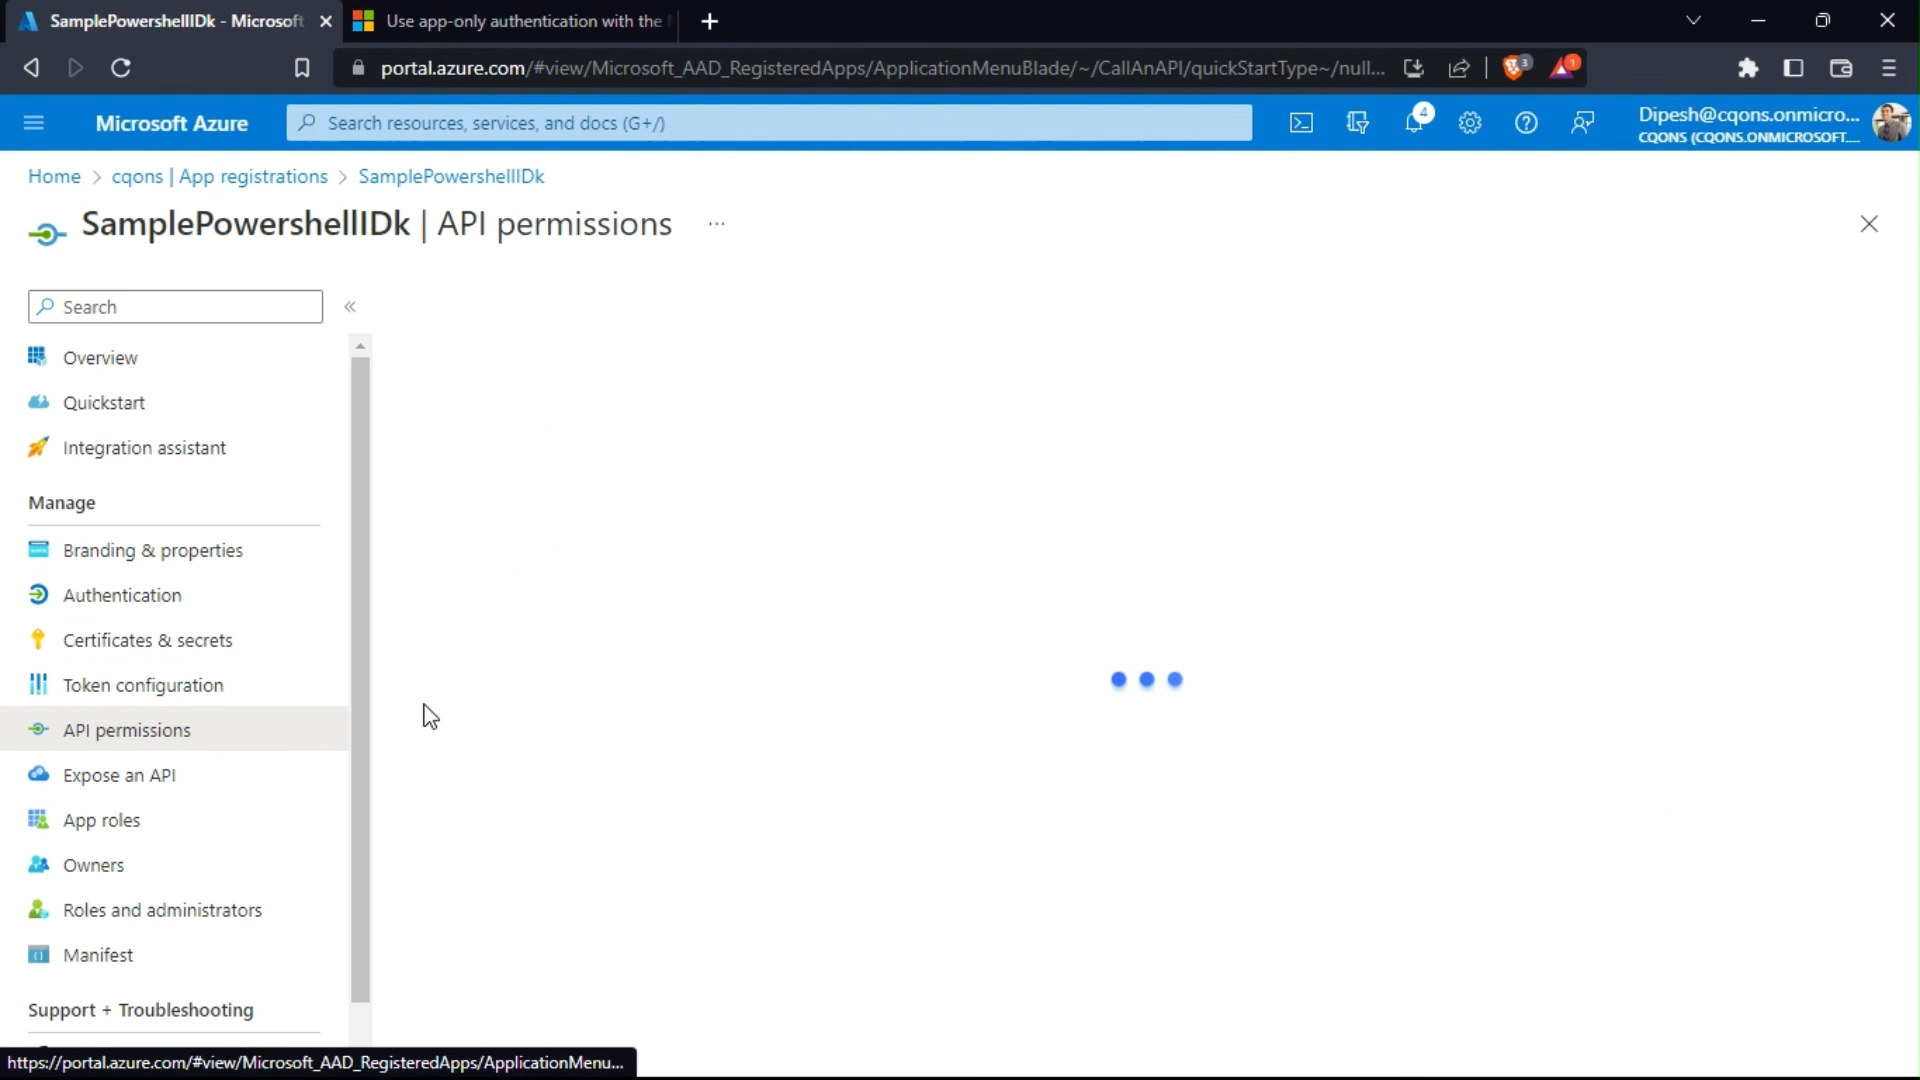 SamplePowershellIDk - Microsoft
Use app-only authentication with the
portal.azure.com/#view/Microsoft_AAD_RegisteredApps/ApplicationMenuBlade/~/CallAnAPI/quickStartType~/null...
3
1
Microsoft Azure
Search resources, services, and docs (G+/)
4
Dipesh@cqons.onmicro...
CQONS (CQONS.ONMICROSOFT....
Home > cqons | App registrations > SamplePowershellIDk
SamplePowershellIDk | API permissions ...
Search
Overview
Quickstart
Integration assistant
Manage
Branding & properties
Authentication
Certificates & secrets
Token configuration
API permissions
Expose an API
App roles
Owners
Roles and administrators
Manifest
Support + Troubleshooting
https://portal.azure.com/#view/Microsoft_AAD_RegisteredApps/ApplicationMenu...